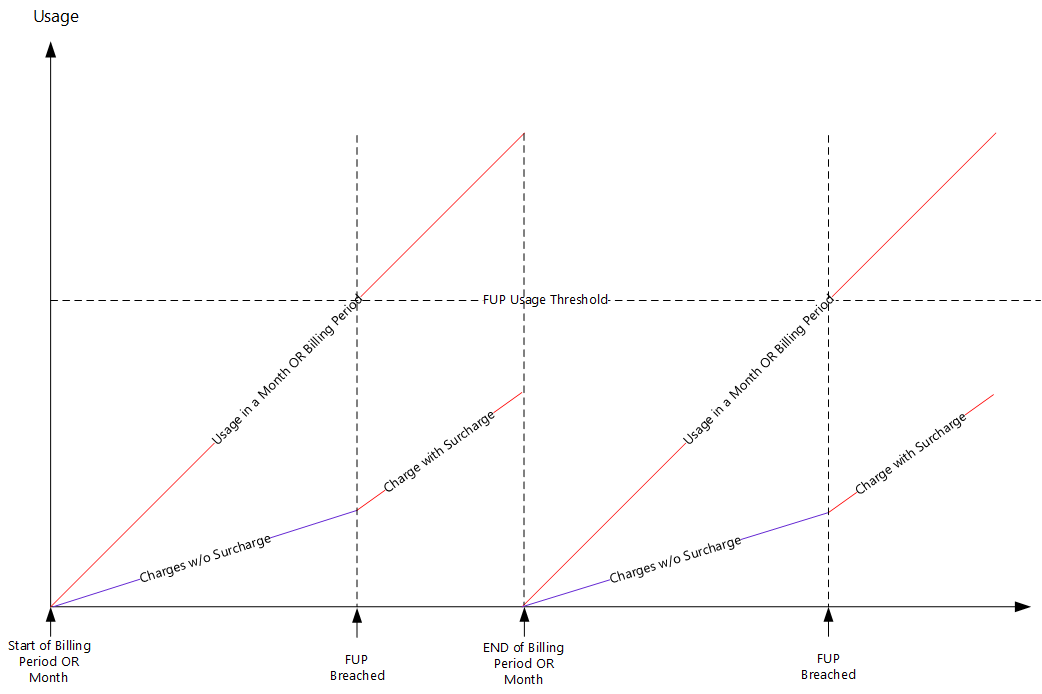 Usage
FUP Usage Threshold
Usage in a Month OR Billing Period
Usage in a Month OR Billing Period
Charge with Surcharge
Charge with Surcharge
Charges w/o Surcharge
Charges w/o Surcharge
Start of Billing
Period OR
Month
FUP
Breached
END of Billing
Period OR
Month
FUP
Breached